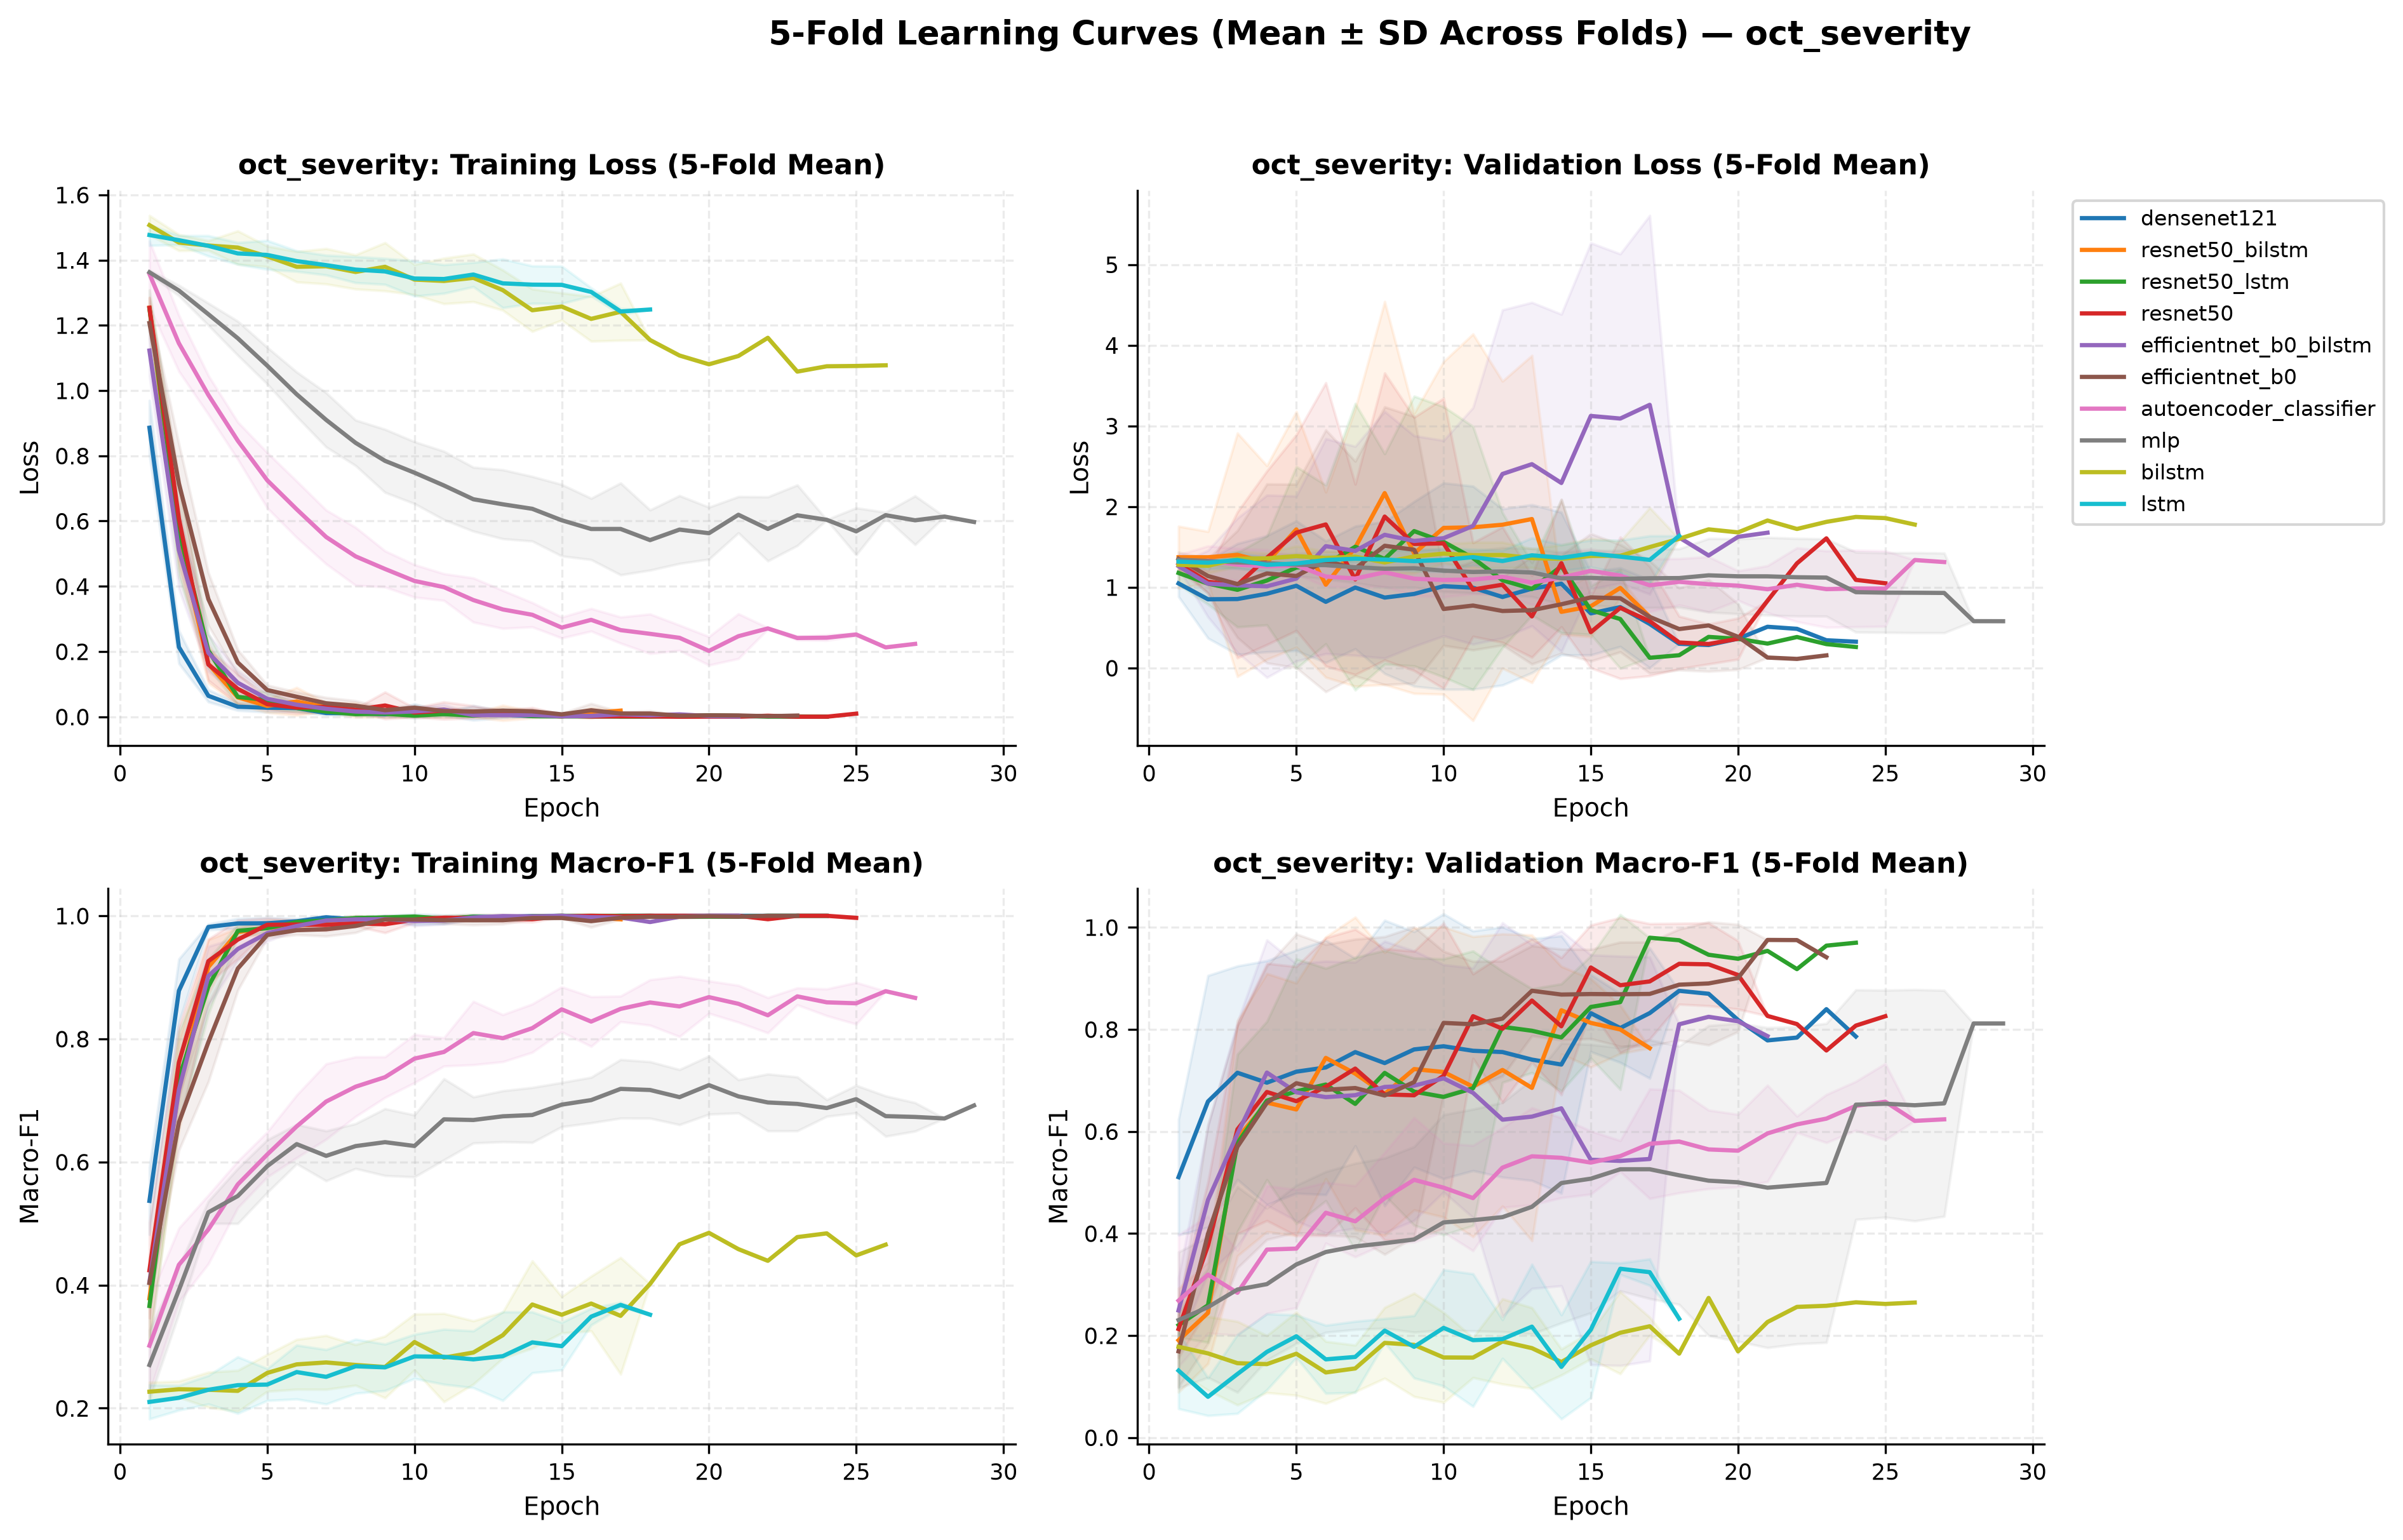 5-Fold Learning Curves (Mean ± SD Across Folds) — oct_severity
oct_severity: Training Loss (5-Fold Mean)
1.6
1.4
1.2
1.0
0.8
0.6
0.4
0.2
0.0
Loss
0 5 10 15 20 25 30
Epoch
oct_severity: Validation Loss (5-Fold Mean)
5
4
3
2
1
0
Loss
0 5 10 15 20 25 30
Epoch
densenet121
resnet50_bilstm
resnet50_lstm
resnet50
efficientnet_b0_bilstm
efficientnet_b0
autoencoder_classifier
mlp
bilstm
lstm
oct_severity: Training Macro-F1 (5-Fold Mean)
1.0
0.8
0.6
0.4
0.2
Macro-F1
0 5 10 15 20 25 30
Epoch
oct_severity: Validation Macro-F1 (5-Fold Mean)
1.0
0.8
0.6
0.4
0.2
0.0
Macro-F1
0 5 10 15 20 25 30
Epoch